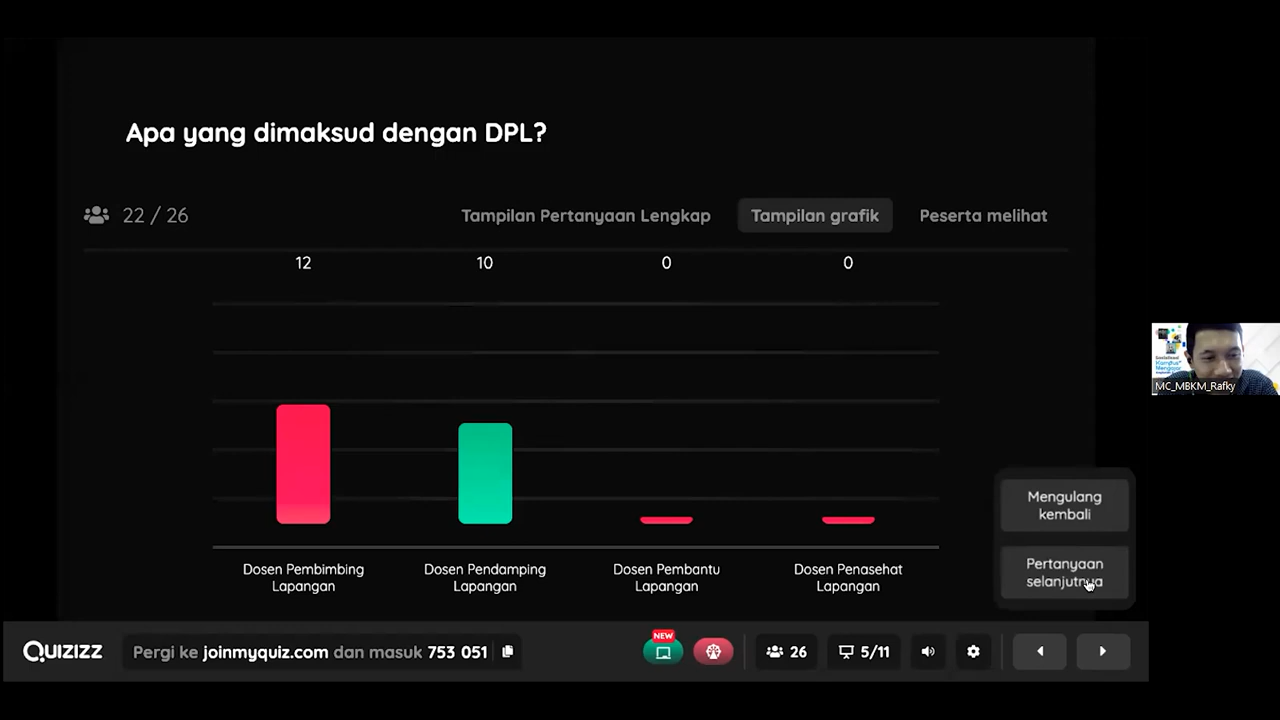 Apa yang dimaksud dengan DPL?
22 / 26
Tampilan Pertanyaan Lengkap
Tampilan grafik
Peserta melihat
12
10
0
0
Dosen Pembimbing
Lapangan
Dosen Pendamping
Lapangan
Dosen Pembantu
Lapangan
Dosen Penasehat
Lapangan
Mengulang
kembali
Pertanyaan
selanjutnya
MC_MBKM_Rafky
QUIZIZZ
Pergi ke joinmyquiz.com dan masuk 753 051
NEW
26
5/11